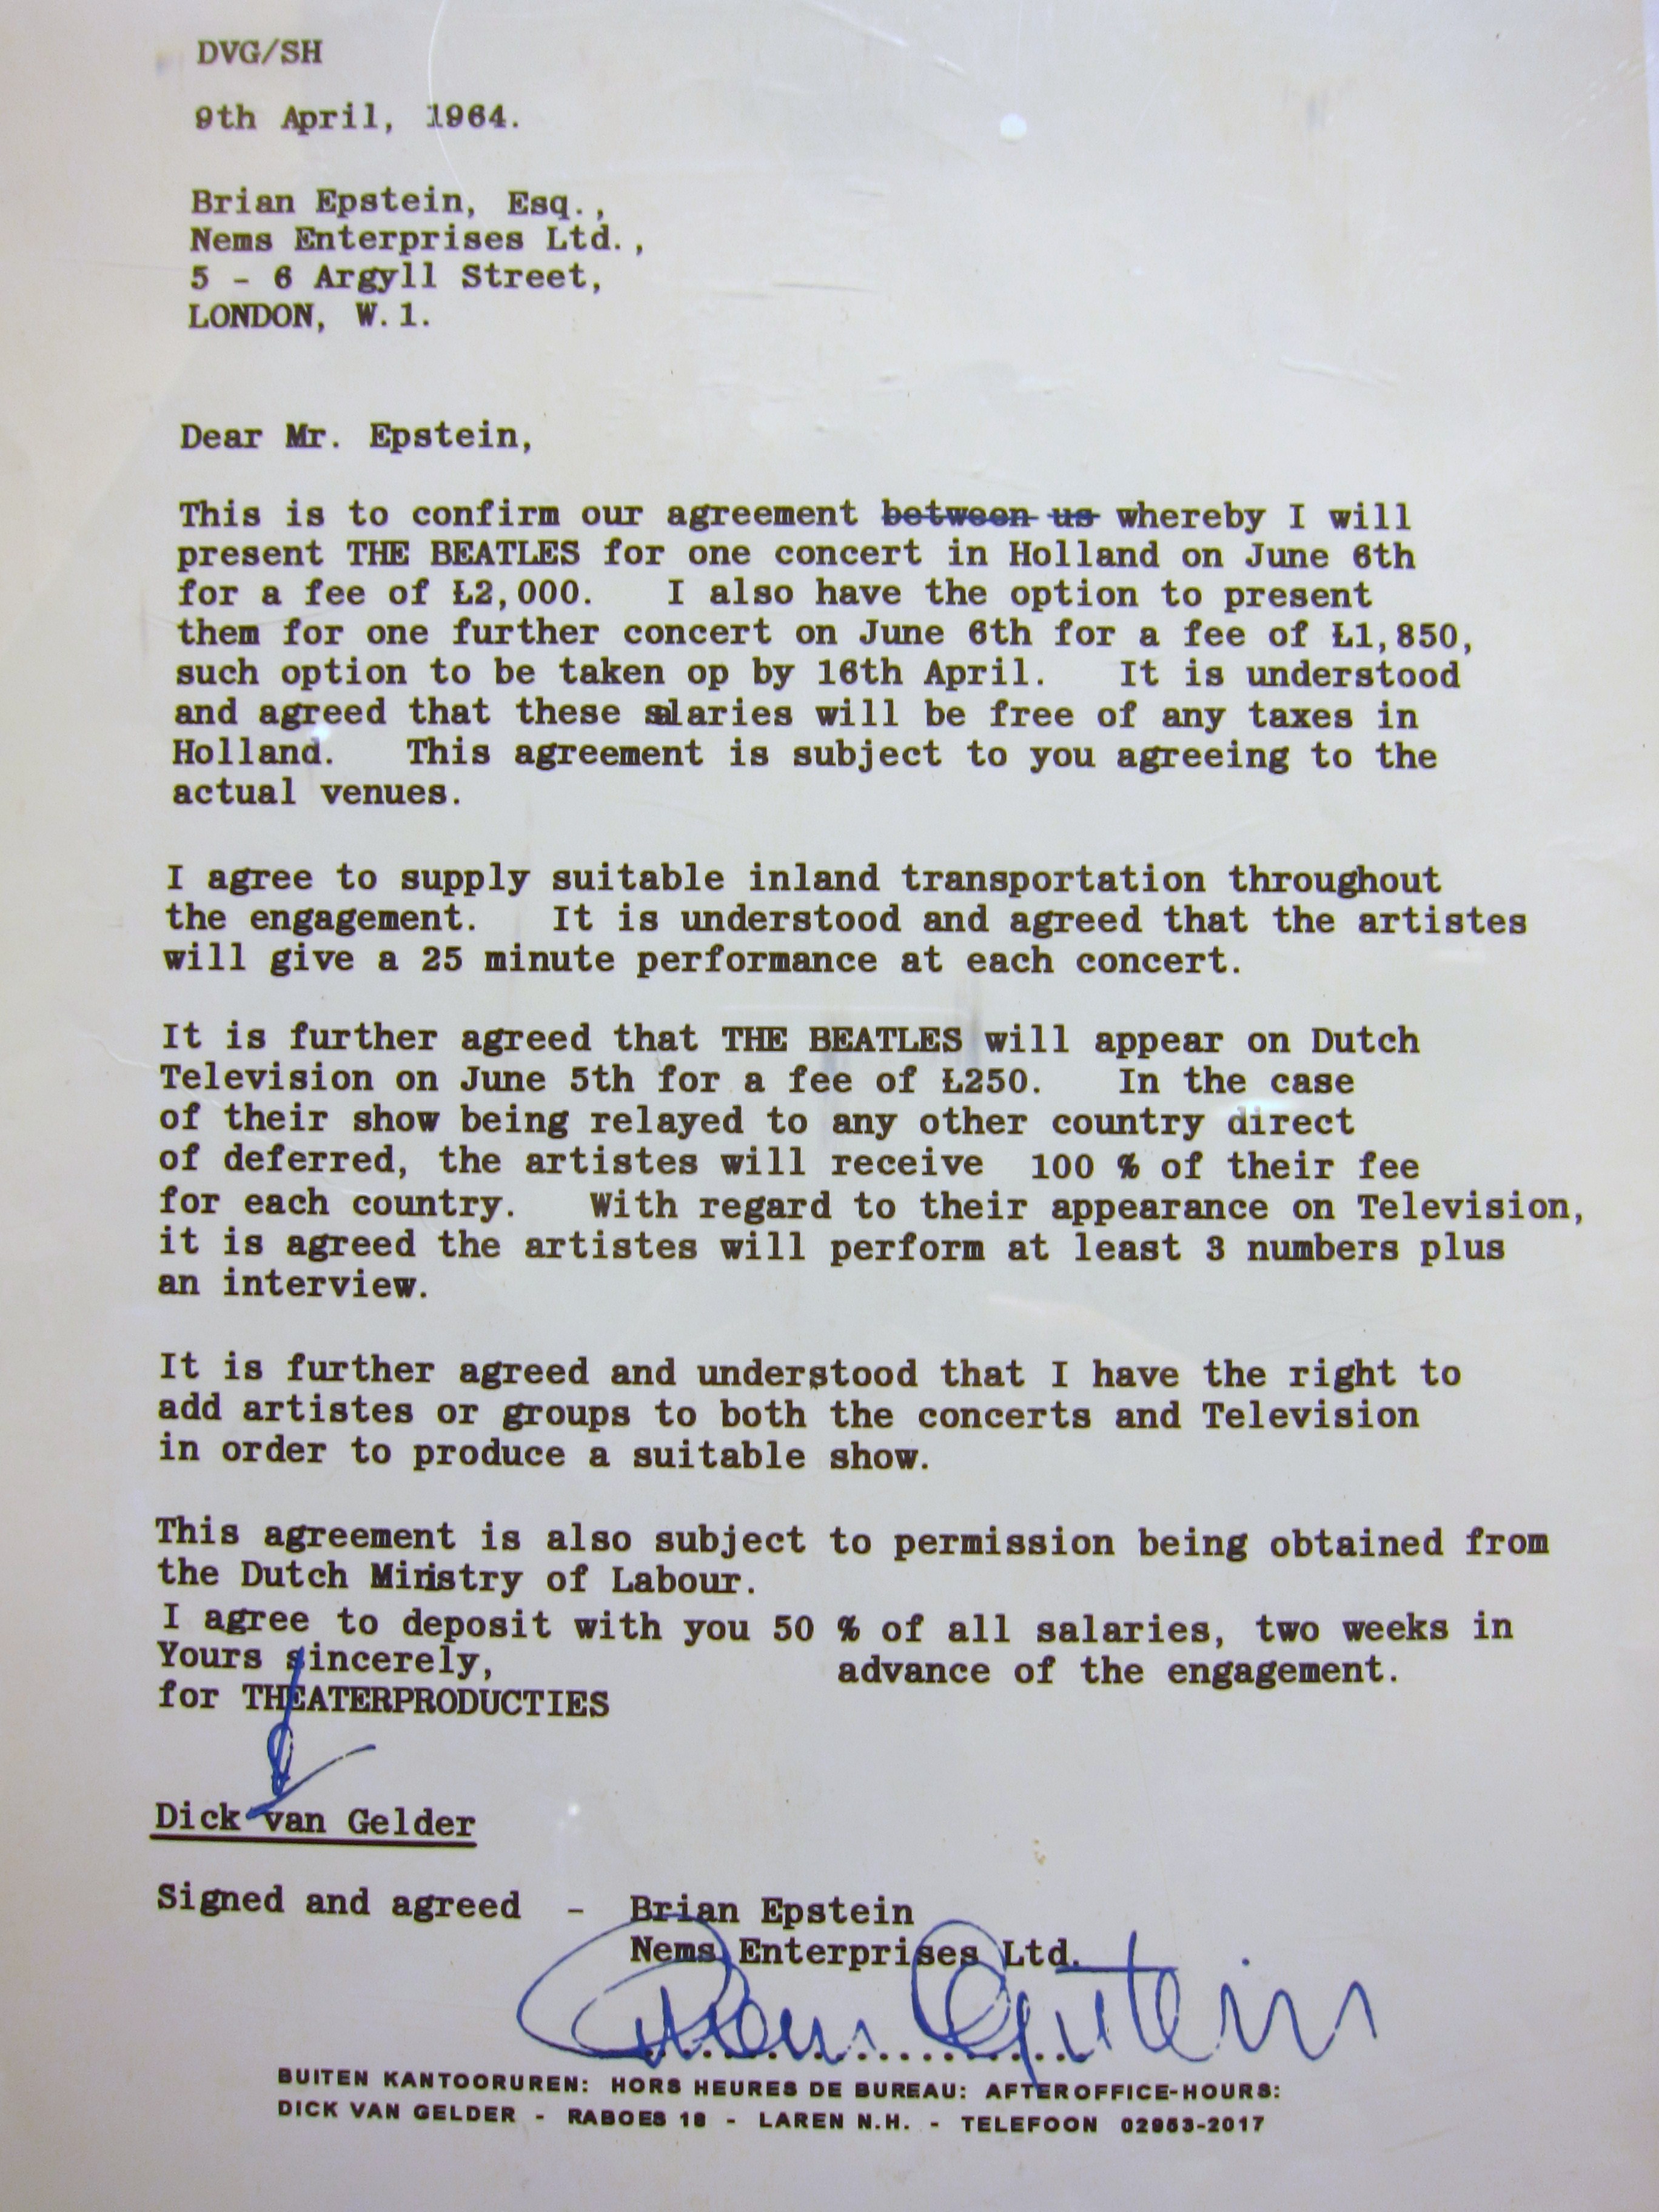 DVG/SH
9th April, 1964.
Brian Epstein, Esq.,
Nems Enterprises Ltd.,
5 - 6 Argyll Street,
LONDON, W.1.
Dear Mr. Epstein,
This is to confirm our agreement between us whereby I will
present THE BEATLES for one concert in Holland on June 6th
for a fee of Ł2,000. I also have the option to present
them for one further concert on June 6th for a fee of Ł1,850,
such option to be taken op by 16th April. It is understood
and agreed that these salaries will be free of any taxes in
Holland. This agreement is subject to you agreeing to the
actual venues.
I agree to supply suitable inland transportation throughout
the engagement. It is understood and agreed that the artistes
will give a 25 minute performance at each concert.
It is further agreed that THE BEATLES will appear on Dutch
Television on June 5th for a fee of Ł250. In the case
of their show being relayed to any other country direct
of deferred, the artistes will receive 100 % of their fee
for each country. With regard to their appearance on Television,
it is agreed the artistes will perform at least 3 numbers plus
an interview.
It is further agreed and understood that I have the right to
add artistes or groups to both the concerts and Television
in order to produce a suitable show.
This agreement is also subject to permission being obtained from
the Dutch Ministry of Labour.
I agree to deposit with you 50 % of all salaries, two weeks in
advance of the engagement.
Yours sincerely,
for THEATERPRODUCTIES
Dick van Gelder
Signed and agreed - Brian Epstein
Nems Enterprises Ltd.
Brian Epstein
BUITEN KANTOORUREN: HORS HEURES DE BUREAU: AFTEROFFICE-HOURS:
DICK VAN GELDER - RABOES 18 - LAREN N.H. - TELEFOON 02953-2017